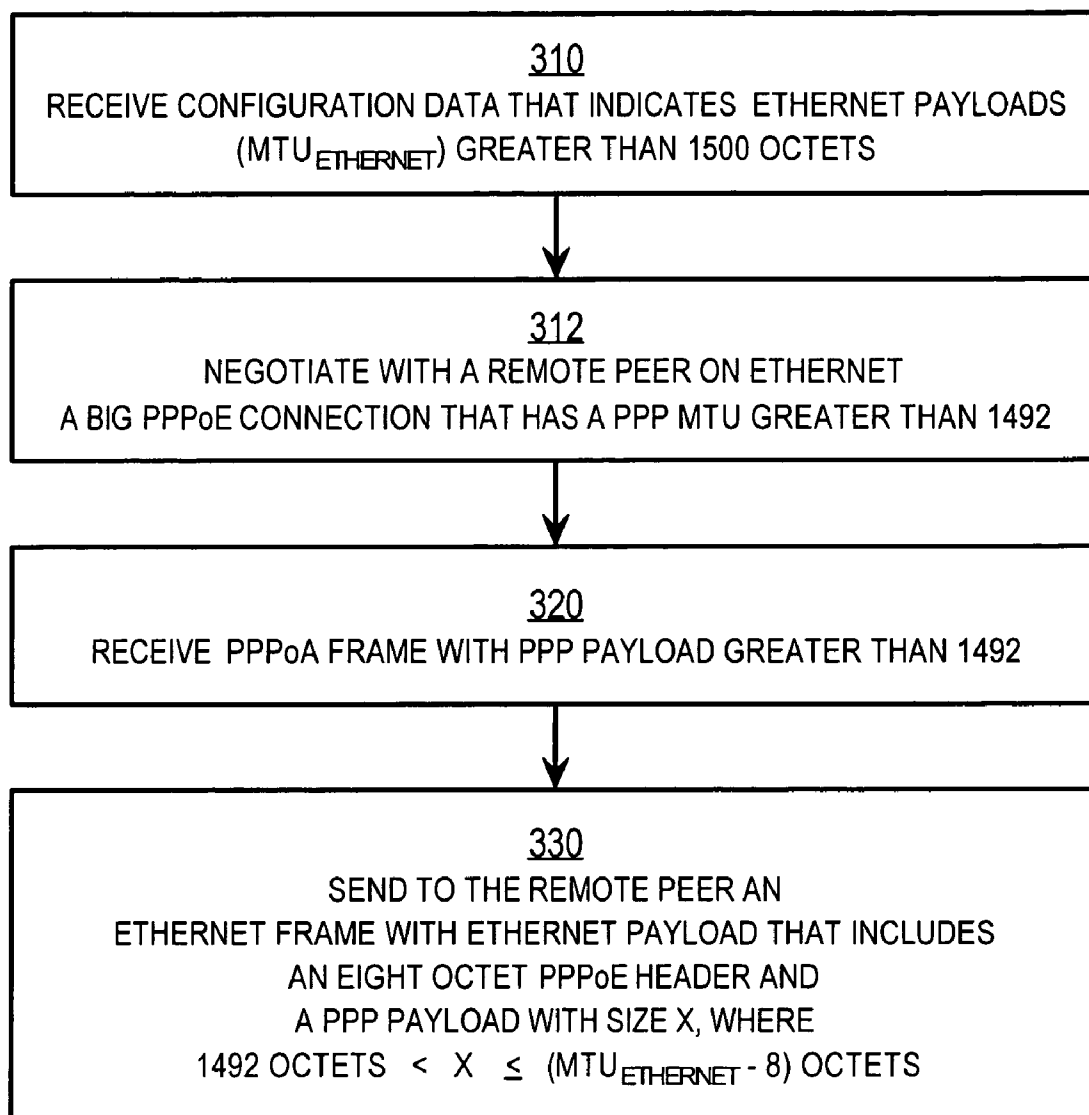 310
RECEIVE CONFIGURATION DATA THAT INDICATES ETHERNET PAYLOADS
(MTU_ETHERNET) GREATER THAN 1500 OCTETS
312
NEGOTIATE WITH A REMOTE PEER ON ETHERNET
A BIG PPPoE CONNECTION THAT HAS A PPP MTU GREATER THAN 1492
320
RECEIVE PPPoA FRAME WITH PPP PAYLOAD GREATER THAN 1492
330
SEND TO THE REMOTE PEER AN
ETHERNET FRAME WITH ETHERNET PAYLOAD THAT INCLUDES
AN EIGHT OCTET PPPoE HEADER AND
A PPP PAYLOAD WITH SIZE X, WHERE
1492 OCTETS < X ≤ (MTU_ETHERNET - 8) OCTETS